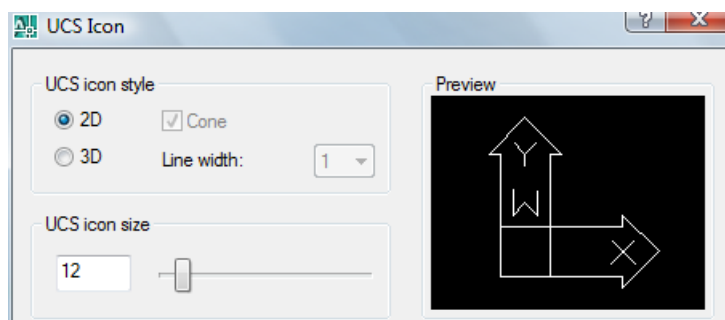 UCS Icon
UCS icon style
2D
Cone
3D
Line width:
1
UCS icon size
12
Preview
Y
W
X